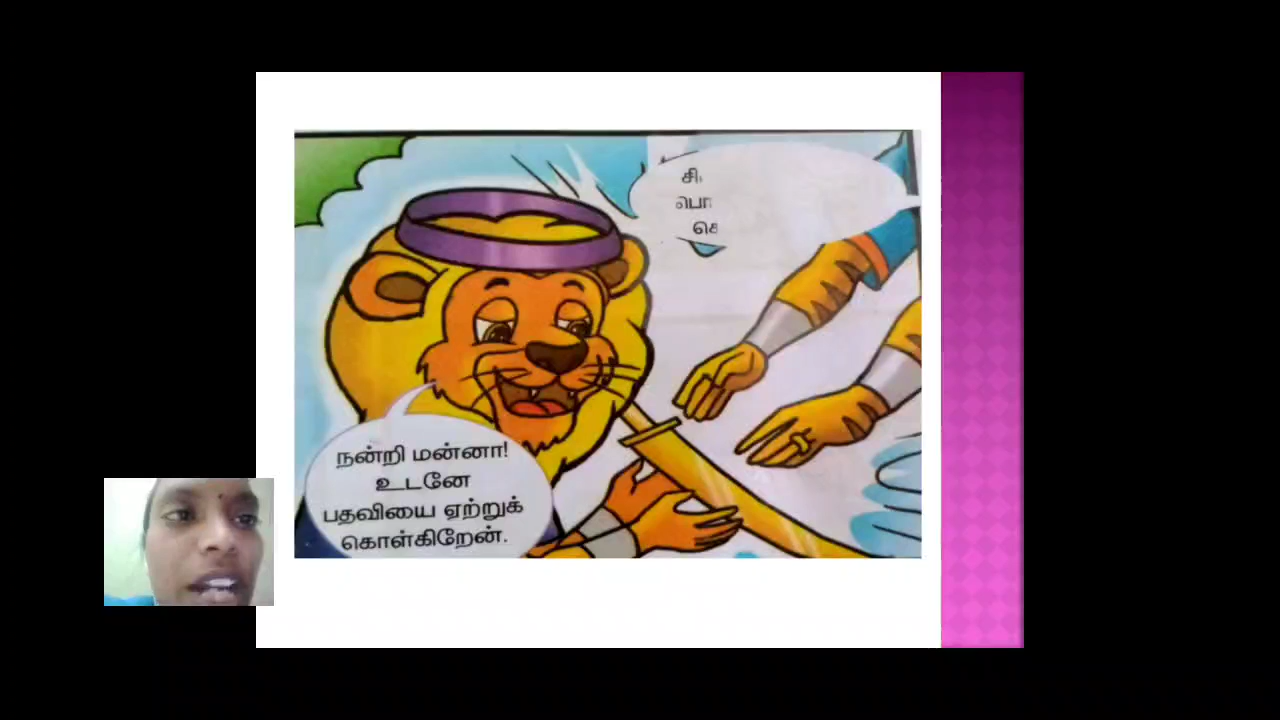 நன்றி மன்னா!
உடனே
பதவியை ஏற்றுக்
கொள்கிறேன்.